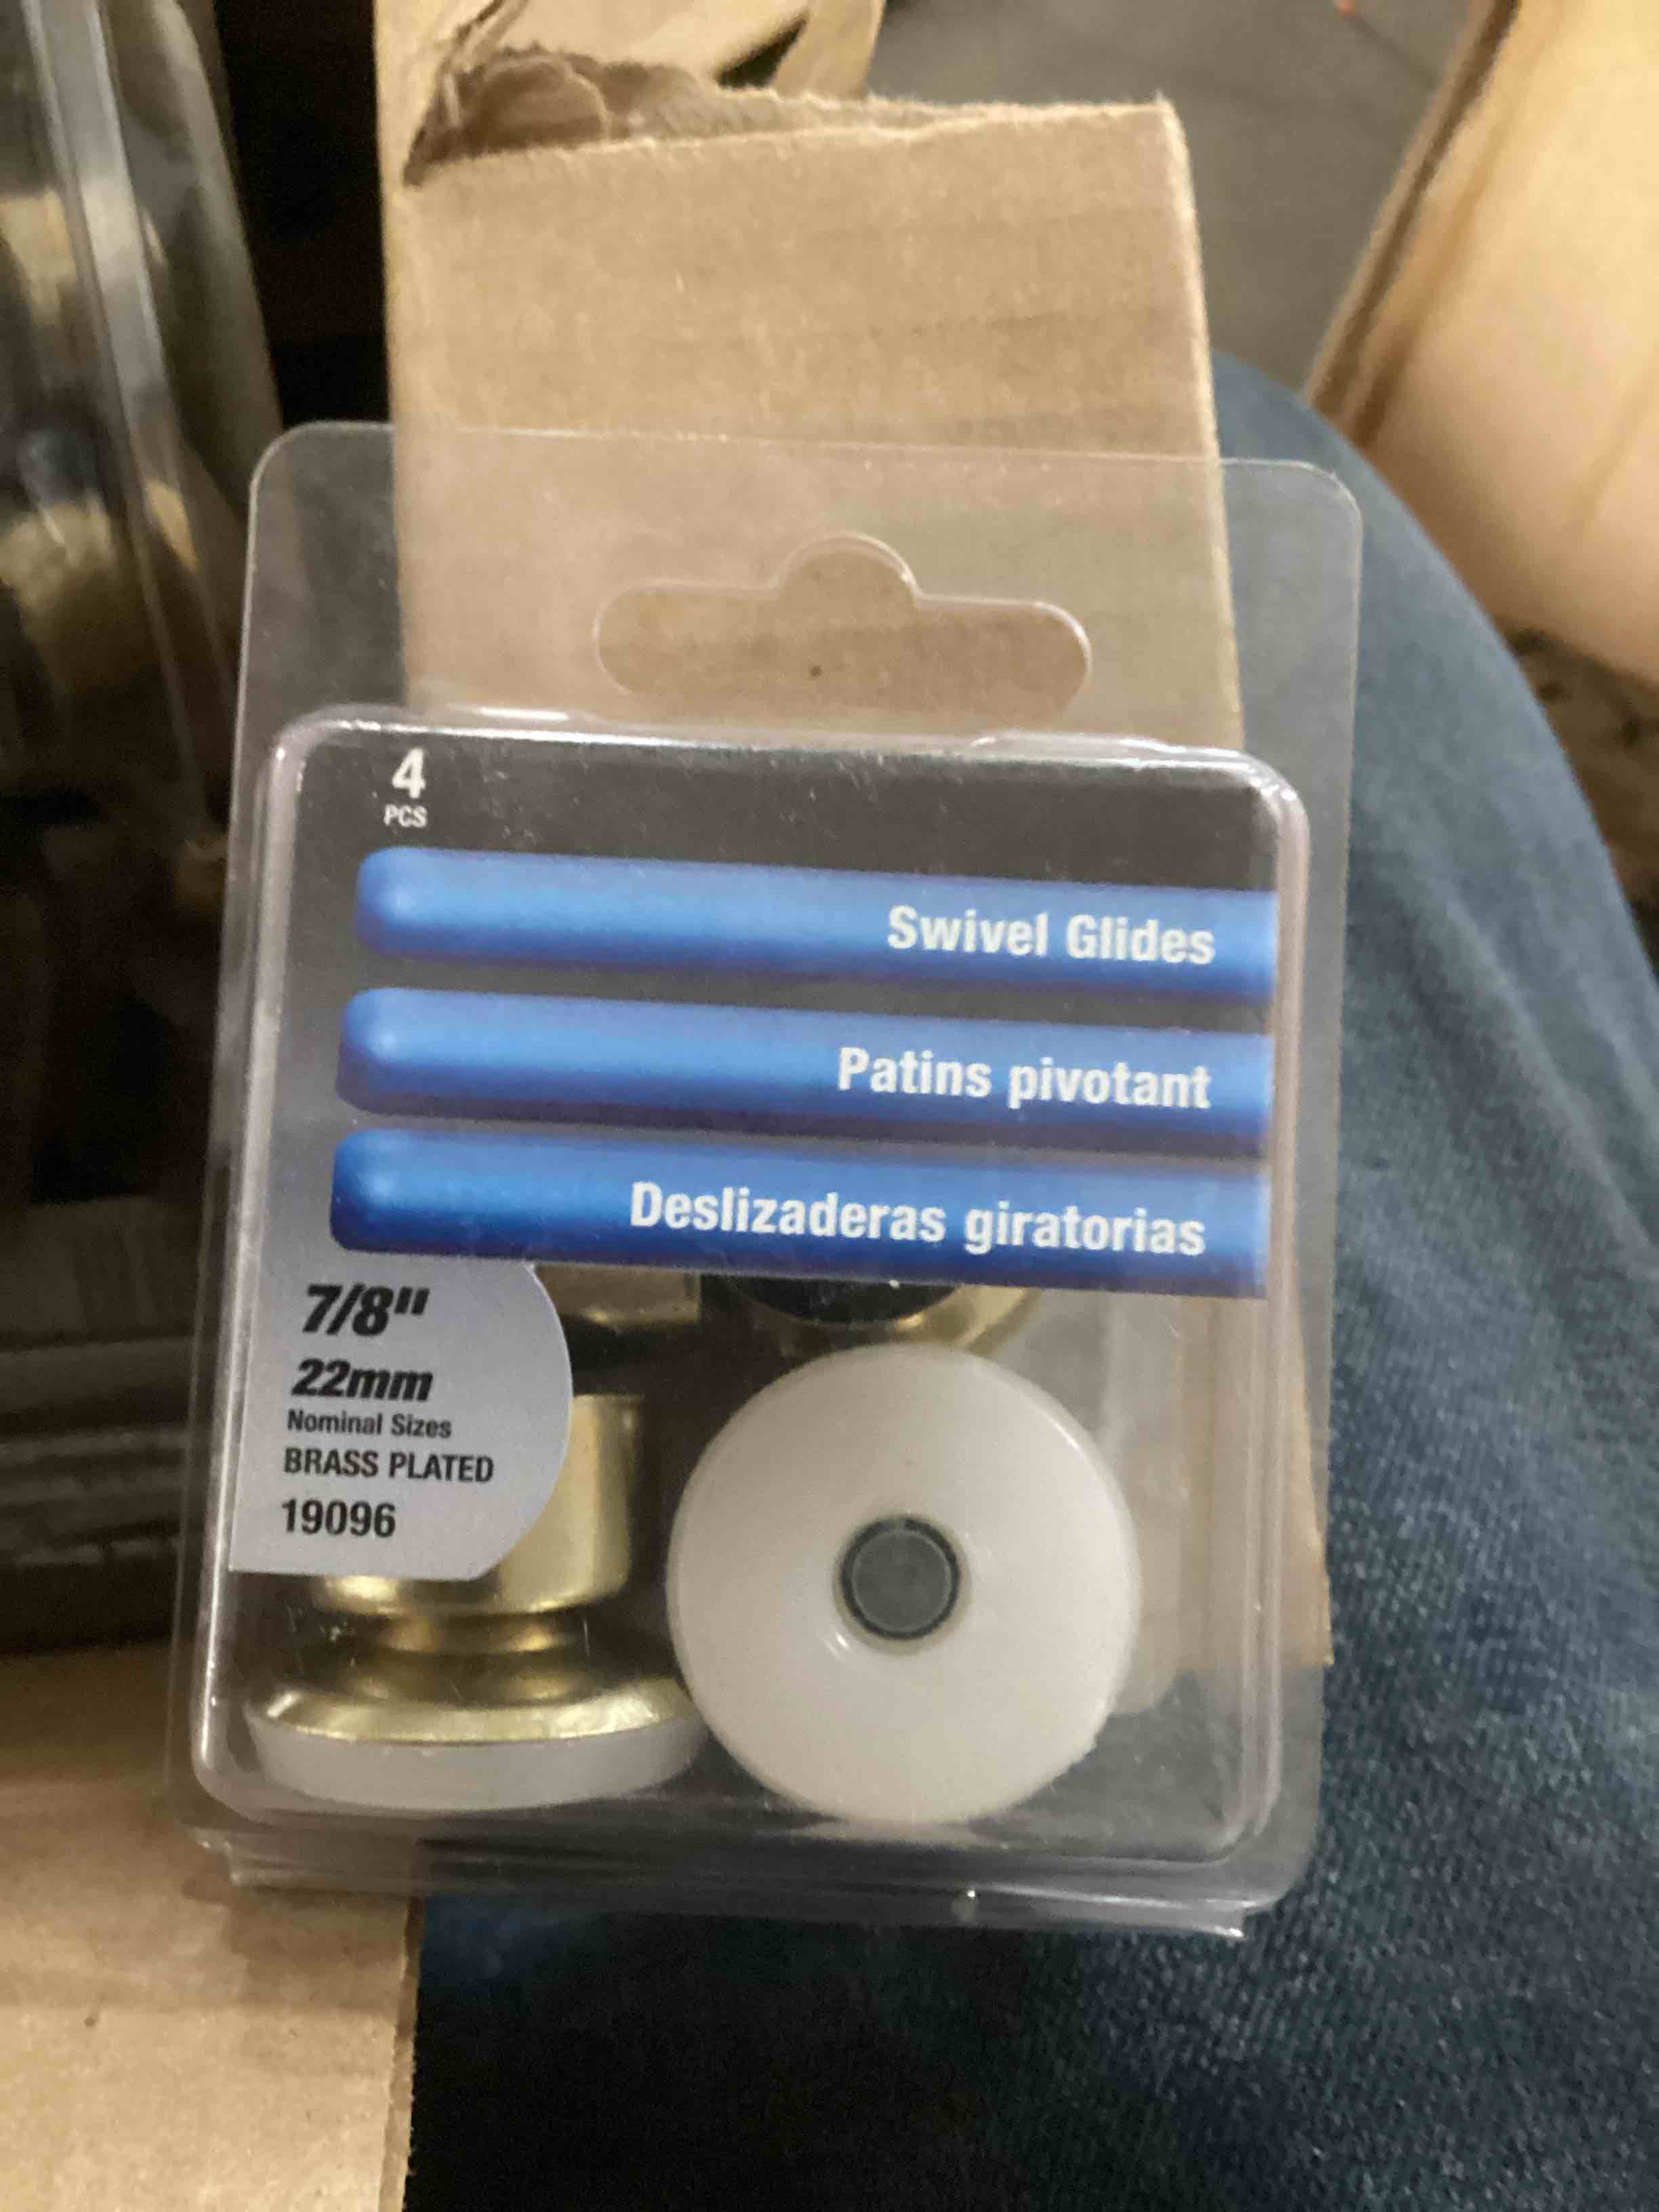 4
PCS
Swivel Glides
Patins pivotant
Deslizaderas giratorias
7/8"
22mm
Nominal Sizes
BRASS PLATED
19096